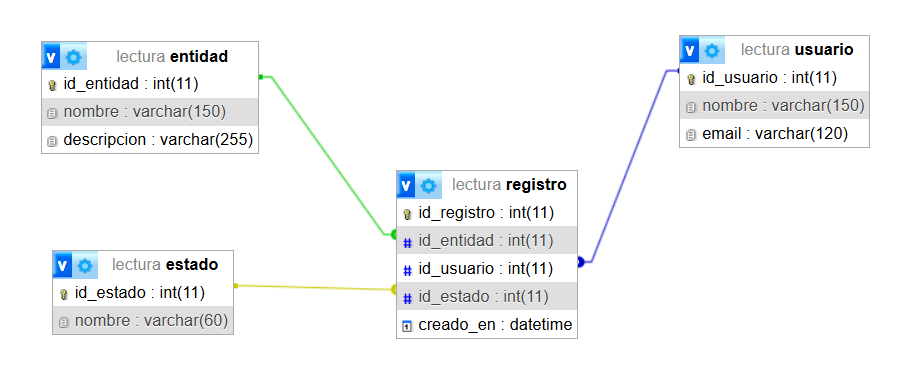 v lectura entidad
id_entidad : int(11)
nombre : varchar(150)
descripcion : varchar(255)
v lectura usuario
id_usuario : int(11)
nombre : varchar(150)
email : varchar(120)
v lectura registro
id_registro : int(11)
# id_entidad : int(11)
# id_usuario : int(11)
# id_estado : int(11)
1 creado_en : datetime
v lectura estado
id_estado : int(11)
nombre : varchar(60)